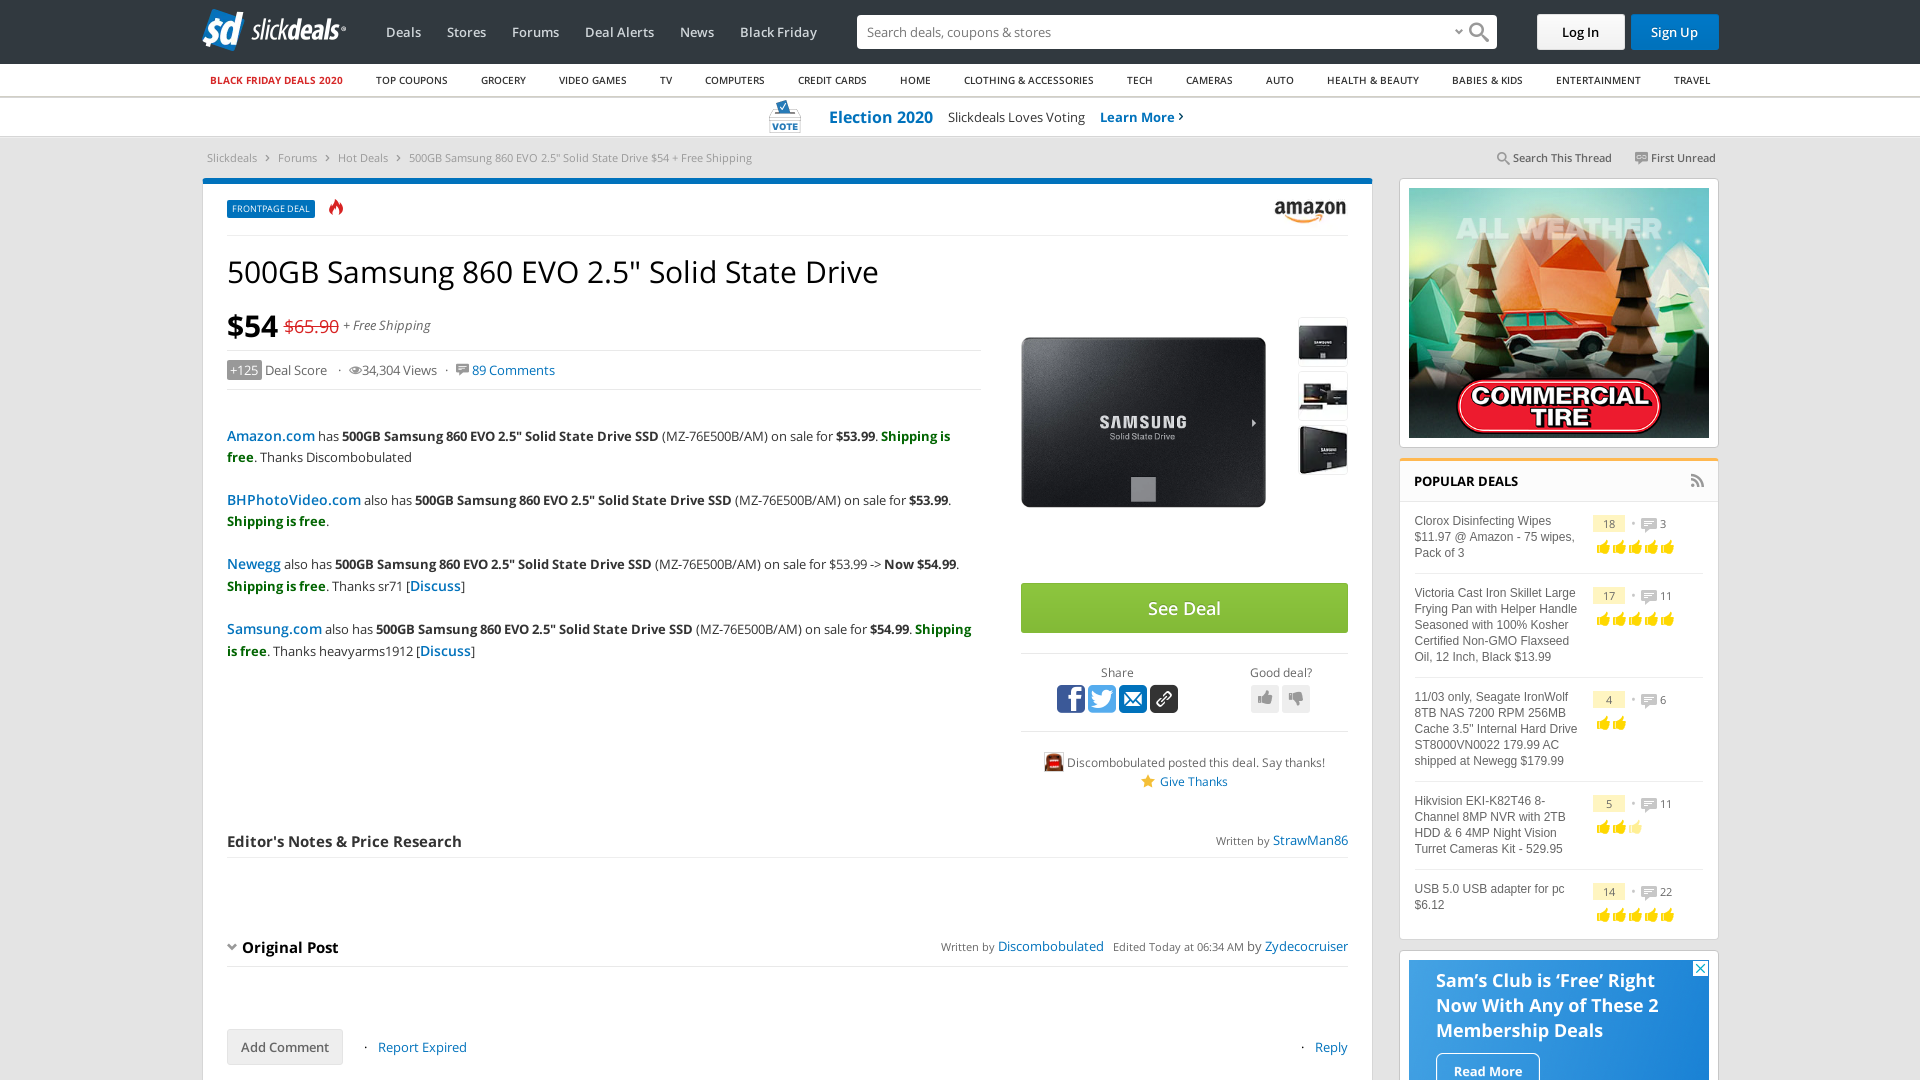 sd slickdeals
Deals
Stores
Forums
Deal Alerts
News
Black Friday
Search deals, coupons & shops
Log In
Sign Up
BLACK FRIDAY DEALS 2020
TOP COUPONS
GROCERY
VIDEO GAMES
TV
COMPUTERS
CREDIT CARDS
HOME
CLOTHING & ACCESSORIES
TECH
CAMERAS
AUTO
HEALTH & BEAUTY
BABIES & KIDS
ENTERTAINMENT
TRAVEL
VOTE
Election 2020 Slickdeals Loves Voting Learn More
Slickdeals › Forums › Hot Deals › 500GB Samsung 860 EVO 2.5" Solid State Drive $54 + Free Shipping
Search This Thread
First Unread
FRONTPAGE DEAL
amazon
500GB Samsung 860 EVO 2.5" Solid State Drive
$54 $65.90 + Free Shipping
+125 Deal Score · 34,304 Views · 89 Comments
Amazon.com has 500GB Samsung 860 EVO 2.5" Solid State Drive SSD (MZ-76E500B/AM) on sale for $53.99. Shipping is
free. Thanks Discombobulated
BHPhotoVideo.com also has 500GB Samsung 860 EVO 2.5" Solid State Drive SSD (MZ-76E500B/AM) on sale for $53.99.
Shipping is free.
Newegg also has 500GB Samsung 860 EVO 2.5" Solid State Drive SSD (MZ-76E500B/AM) on sale for $53.99 -> Now $54.99.
Shipping is free. Thanks sr71 [Discuss]
Samsung.com also has 500GB Samsung 860 EVO 2.5" Solid State Drive SSD (MZ-76E500B/AM) on sale for $54.99. Shipping
is free. Thanks heavyarms1912 [Discuss]
SAMSUNG
Solid State Drive
See Deal
Share
Good deal?
Discombobulated posted this deal. Say thanks!
Give Thanks
Editor's Notes & Price Research
Written by StrawMan86
Original Post
Written by Discombobulated Edited Today at 06:34 AM by Zydecocruiser
Add Comment · Report Expired
· Reply
ALL WEATHER
COMMERCIAL
TIRE
POPULAR DEALS
Clorox Disinfecting Wipes
$11.97 @ Amazon - 75 wipes,
Pack of 3
18 • 3
Victoria Cast Iron Skillet Large
Frying Pan with Helper Handle
Seasoned with 100% Kosher
Certified Non-GMO Flaxseed
Oil, 12 Inch, Black $13.99
17 • 11
11/03 only, Seagate IronWolf
8TB NAS 7200 RPM 256MB
Cache 3.5" Internal Hard Drive
ST8000VN0022 179.99 AC
shipped at Newegg $179.99
4 • 6
Hikvision EKI-K82T46 8-
Channel 8MP NVR with 2TB
HDD & 6 4MP Night Vision
Turret Cameras Kit - 529.95
5 • 11
USB 5.0 USB adapter for pc
$6.12
14 • 22
Sam's Club is 'Free' Right
Now With Any of These 2
Membership Deals
Read More